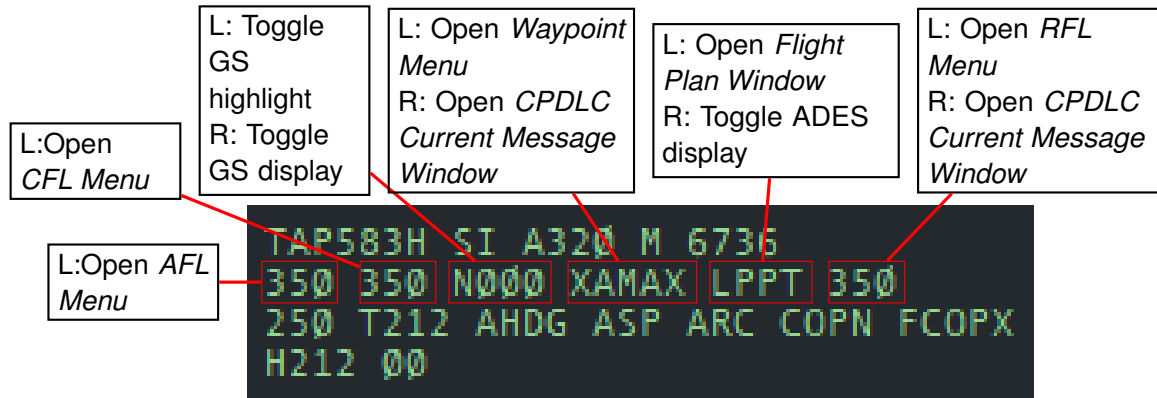 L: Toggle
GS
highlight
R: Toggle
GS display
L: Open Waypoint
Menu
R: Open CPDLC
Current Message
Window
L: Open Flight
Plan Window
R: Toggle ADES
display
L: Open RFL
Menu
R: Open CPDLC
Current Message
Window
L:Open
CFL Menu
L:Open AFL
Menu
TAP583H SI A320 M 6736
350 350 N000 XAMAX LPPT 350
250 T212 AHDG ASP ARC COPN FCOPX
H212 00